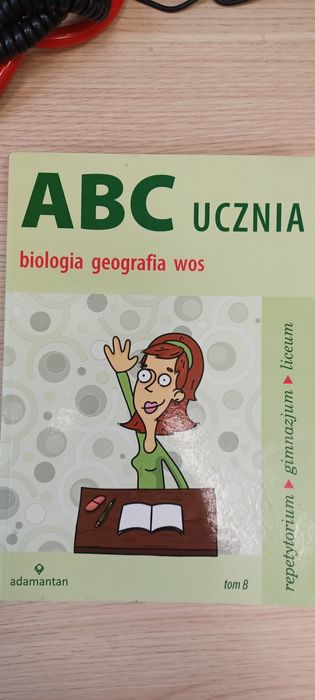 ABC UCZNIA
biologia geografia wos
repetytorium ▶ gimnazjum ▶ liceum
adamantan
tom B